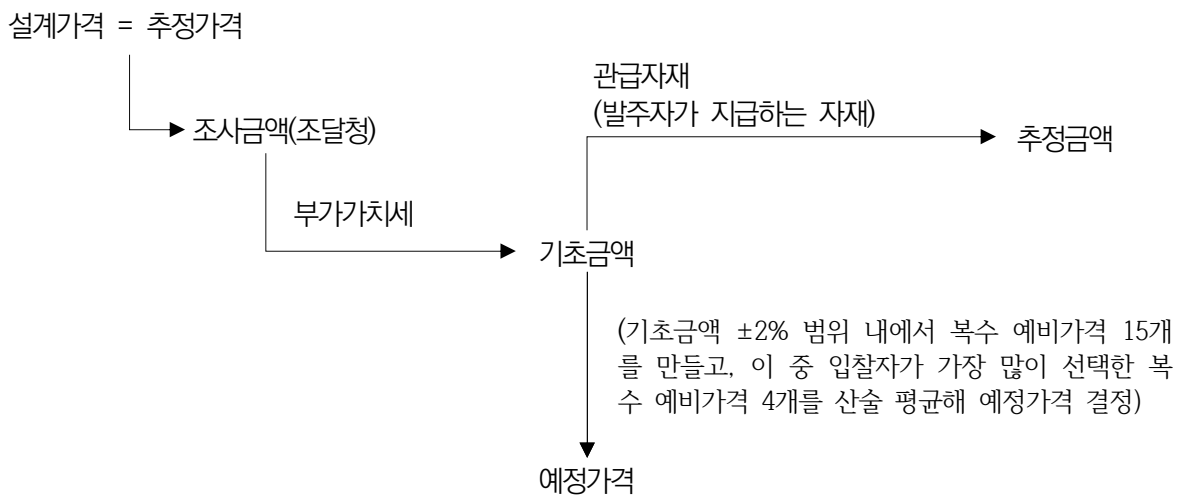 설계가격 = 추정가격
관급자재
(발주자가 지급하는 자재)
조사금액(조달청)
추정금액
부가가치세
기초금액
(기초금액 ±2% 범위 내에서 복수 예비가격 15개
를 만들고, 이 중 입찰자가 가장 많이 선택한 복
수 예비가격 4개를 산술 평균해 예정가격 결정)
예정가격